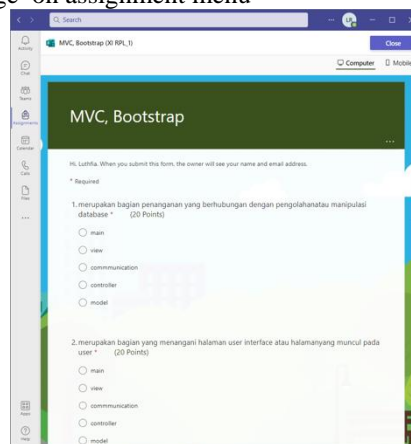 ge' on assignment menu
Search
LR
Activity
MVC, Bootstrap (XI RPL_1)
Close
Chat
Computer
Mobile
Teams
Assignments
MVC, Bootstrap
Calendar
Calls
Hi, Luthfia. When you submit this form, the owner will see your name and email address.
* Required
Files
1. merupakan bagian penanganan yang berhubungan dengan pengolahanatau manipulasi
database * (20 Points)
main
view
commmunication
controller
model
2. merupakan bagian yang menangani halaman user interface atau halamanyang muncul pada
user * (20 Points)
main
view
commmunication
Apps
controller
Help
model